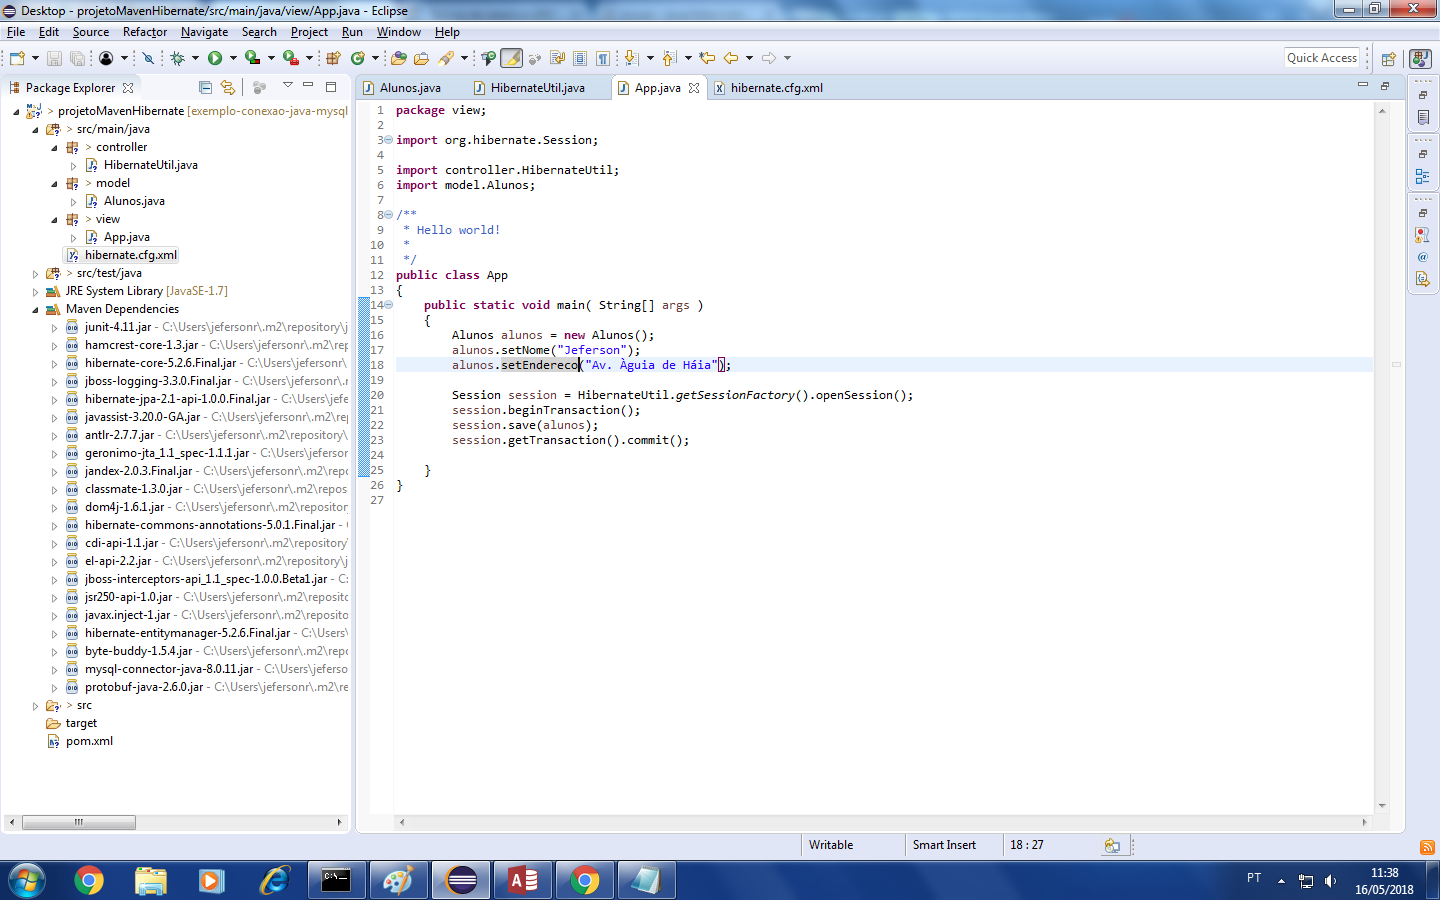 Desktop - projetoMavenHibernate/src/main/java/view/App.java - Eclipse
File Edit Source Refactor Navigate Search Project Run Window Help
Quick Access
Package Explorer
projetoMavenHibernate [exemplo-conexao-java-mysql
> src/main/java
> controller
HibernateUtil.java
> model
Alunos.java
> view
App.java
hibernate.cfg.xml
> src/test/java
JRE System Library [JavaSE-1.7]
Maven Dependencies
junit-4.11.jar - C:\Users\jefersonr\.m2\repository\j
hamcrest-core-1.3.jar - C:\Users\jefersonr\.m2\rep
hibernate-core-5.2.6.Final.jar - C:\Users\jefersonr\
jboss-logging-3.3.0.Final.jar - C:\Users\jefersonr\.
hibernate-jpa-2.1-api-1.0.0.Final.jar - C:\Users\jef
javassist-3.20.0-GA.jar - C:\Users\jefersonr\.m2\re
antlr-2.7.7.jar - C:\Users\jefersonr\.m2\repository\
geronimo-jta_1.1_spec-1.1.1.jar - C:\Users\jeferson
jandex-2.0.3.Final.jar - C:\Users\jefersonr\.m2\rep
classmate-1.3.0.jar - C:\Users\jefersonr\.m2\repos
dom4j-1.6.1.jar - C:\Users\jefersonr\.m2\repositor
hibernate-commons-annotations-5.0.1.Final.jar -
cdi-api-1.1.jar - C:\Users\jefersonr\.m2\repository\
el-api-2.2.jar - C:\Users\jefersonr\.m2\repository\j
jboss-interceptors-api_1.1_spec-1.0.0.Beta1.jar - C:
jsr250-api-1.0.jar - C:\Users\jefersonr\.m2\reposito
javax.inject-1.jar - C:\Users\jefersonr\.m2\reposito
hibernate-entitymanager-5.2.6.Final.jar - C:\Users\
byte-buddy-1.5.4.jar - C:\Users\jefersonr\.m2\repo
mysql-connector-java-8.0.11.jar - C:\Users\jeferso
protobuf-java-2.6.0.jar - C:\Users\jefersonr\.m2\re
> src
target
pom.xml
Alunos.java HibernateUtil.java App.java hibernate.cfg.xml
1 package view;
2
3 import org.hibernate.Session;
4
5 import controller.HibernateUtil;
6 import model.Alunos;
7
8 /**
9 * Hello world!
10 *
11 */
12 public class App
13 {
14 public static void main( String[] args )
15 {
16 Alunos alunos = new Alunos();
17 alunos.setNome("Jeferson");
18 alunos.setEndereco("Av. Àguia de Háia");
19
20 Session session = HibernateUtil.getSessionFactory().openSession();
21 session.beginTransaction();
22 session.save(alunos);
23 session.getTransaction().commit();
24
25 }
26 }
27
Writable Smart Insert 18 : 27
PT
11:38
16/05/2018